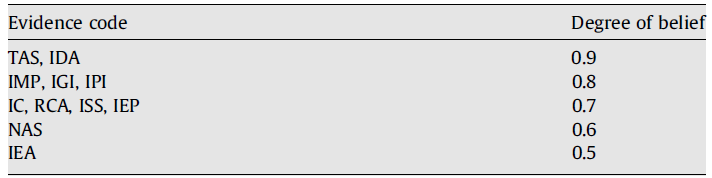 Evidence code Degree of belief
TAS, IDA 0.9
IMP, IGI, IPI 0.8
IC, RCA, ISS, IEP 0.7
NAS 0.6
IEA 0.5